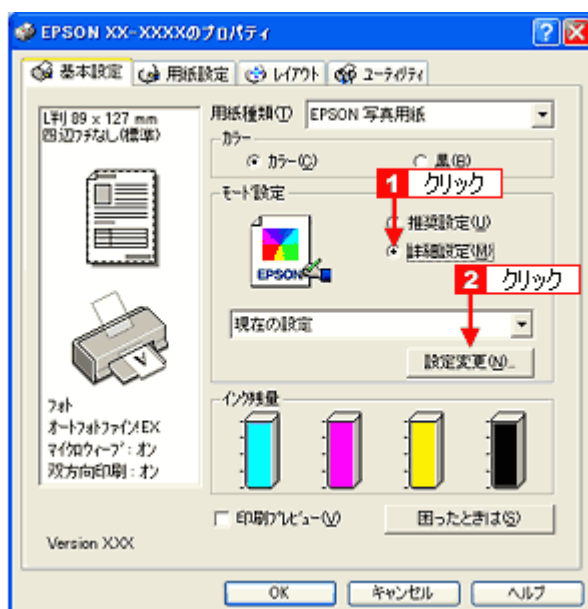 EPSON XX-XXXXのプロパティ
基本設定 用紙設定 レイアウト ユーティリティ
L判 89 x 127 mm
四辺フチなし(標準)
用紙種類(T) EPSON 写真用紙
カラー
カラー(C) 黒(B)
1 クリック
モード設定
推奨設定(U)
詳細設定(M)
EPSON
2 クリック
現在の設定
設定変更(N)...
インク残量
フォト
オートフォトファイン!EX
マイクロウィーブ : オン
双方向印刷 : オン
印刷プレビュー(V) 困ったときは(S)
Version XXX
OK キャンセル ヘルプ